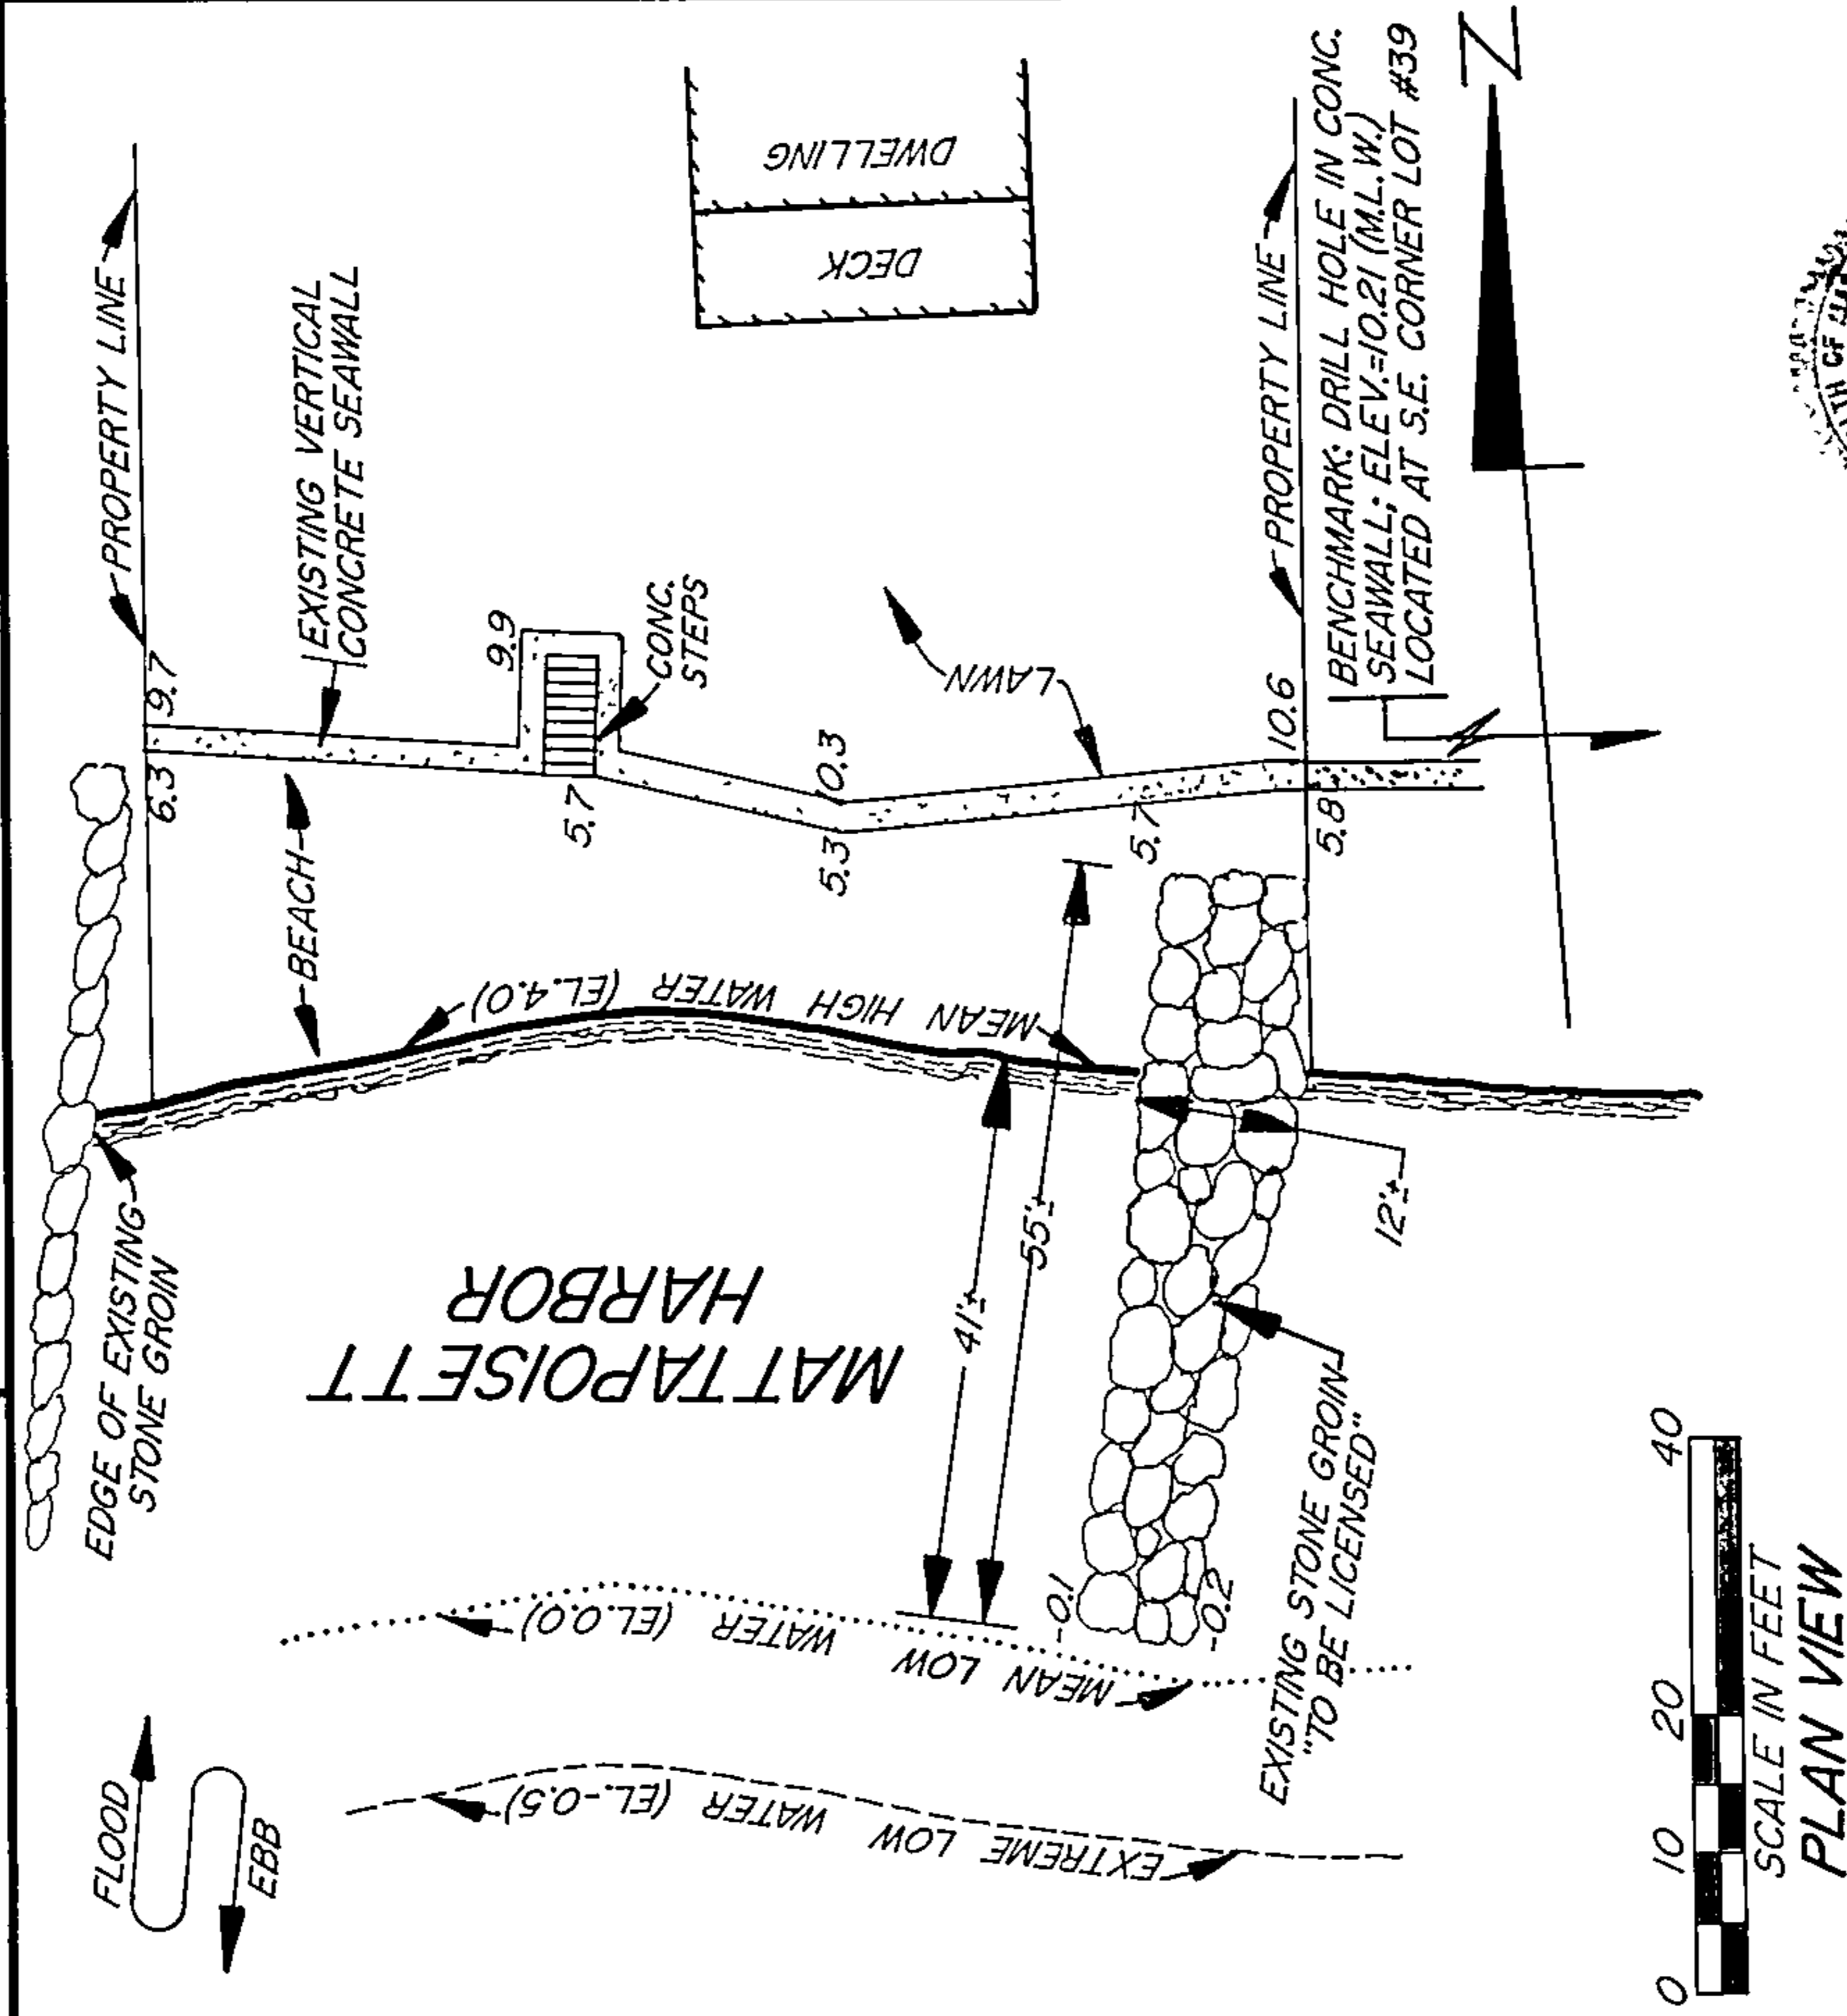 PROPERTY LINE
EXISTING VERTICAL
CONCRETE SEAWALL
9.7
6.3
BEACH
EDGE OF EXISTING
STONE GROIN
9.9
5.7
CONC.
STEPS
DECK
DWELLING
LAWN
0.3
5.3
5.7
10.6
5.8
PROPERTY LINE
BENCHMARK: DRILL HOLE IN CONC.
SEAWALL; ELEV.=10.21 (M.L.W.)
LOCATED AT S.E. CORNER LOT #39
N
MEAN HIGH WATER (EL.4.0)
MATTAPOISETT
HARBOR
41'±
55'±
12'±
EXISTING STONE GROIN
"TO BE LICENSED"
-0.1
-0.2
MEAN LOW WATER (EL.0.0)
EXTREME LOW WATER (EL.-0.5)
FLOOD
EBB
0 10 20 40
SCALE IN FEET
PLAN VIEW